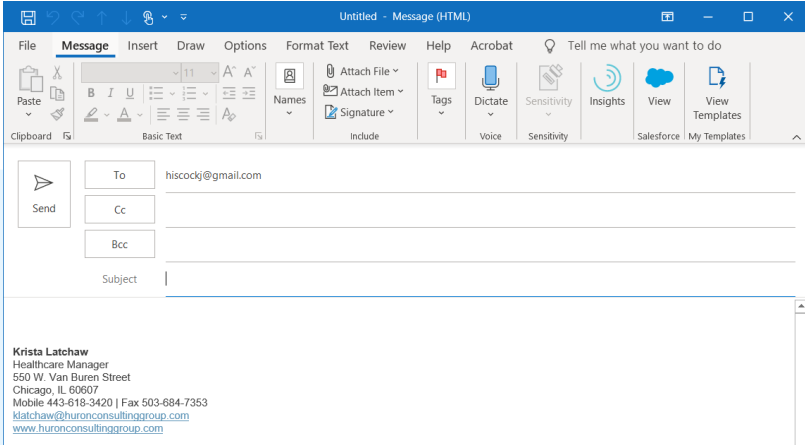 Untitled - Message (HTML)
File Message Insert Draw Options Format Text Review Help Acrobat Tell me what you want to do
Paste
11 A^ Aˇ
B I U
A A
Names
Attach File
Attach Item
Signature
Tags
Dictate
Sensitivity
Insights
View
View
Templates
Clipboard Basic Text Include Voice Sensitivity Salesforce My Templates
Send
To hiscockj@gmail.com
Cc
Bcc
Subject
Krista Latchaw
Healthcare Manager
550 W. Van Buren Street
Chicago, IL 60607
Mobile 443-618-3420 | Fax 503-684-7353
klatchaw@huronconsultinggroup.com
www.huronconsultinggroup.com